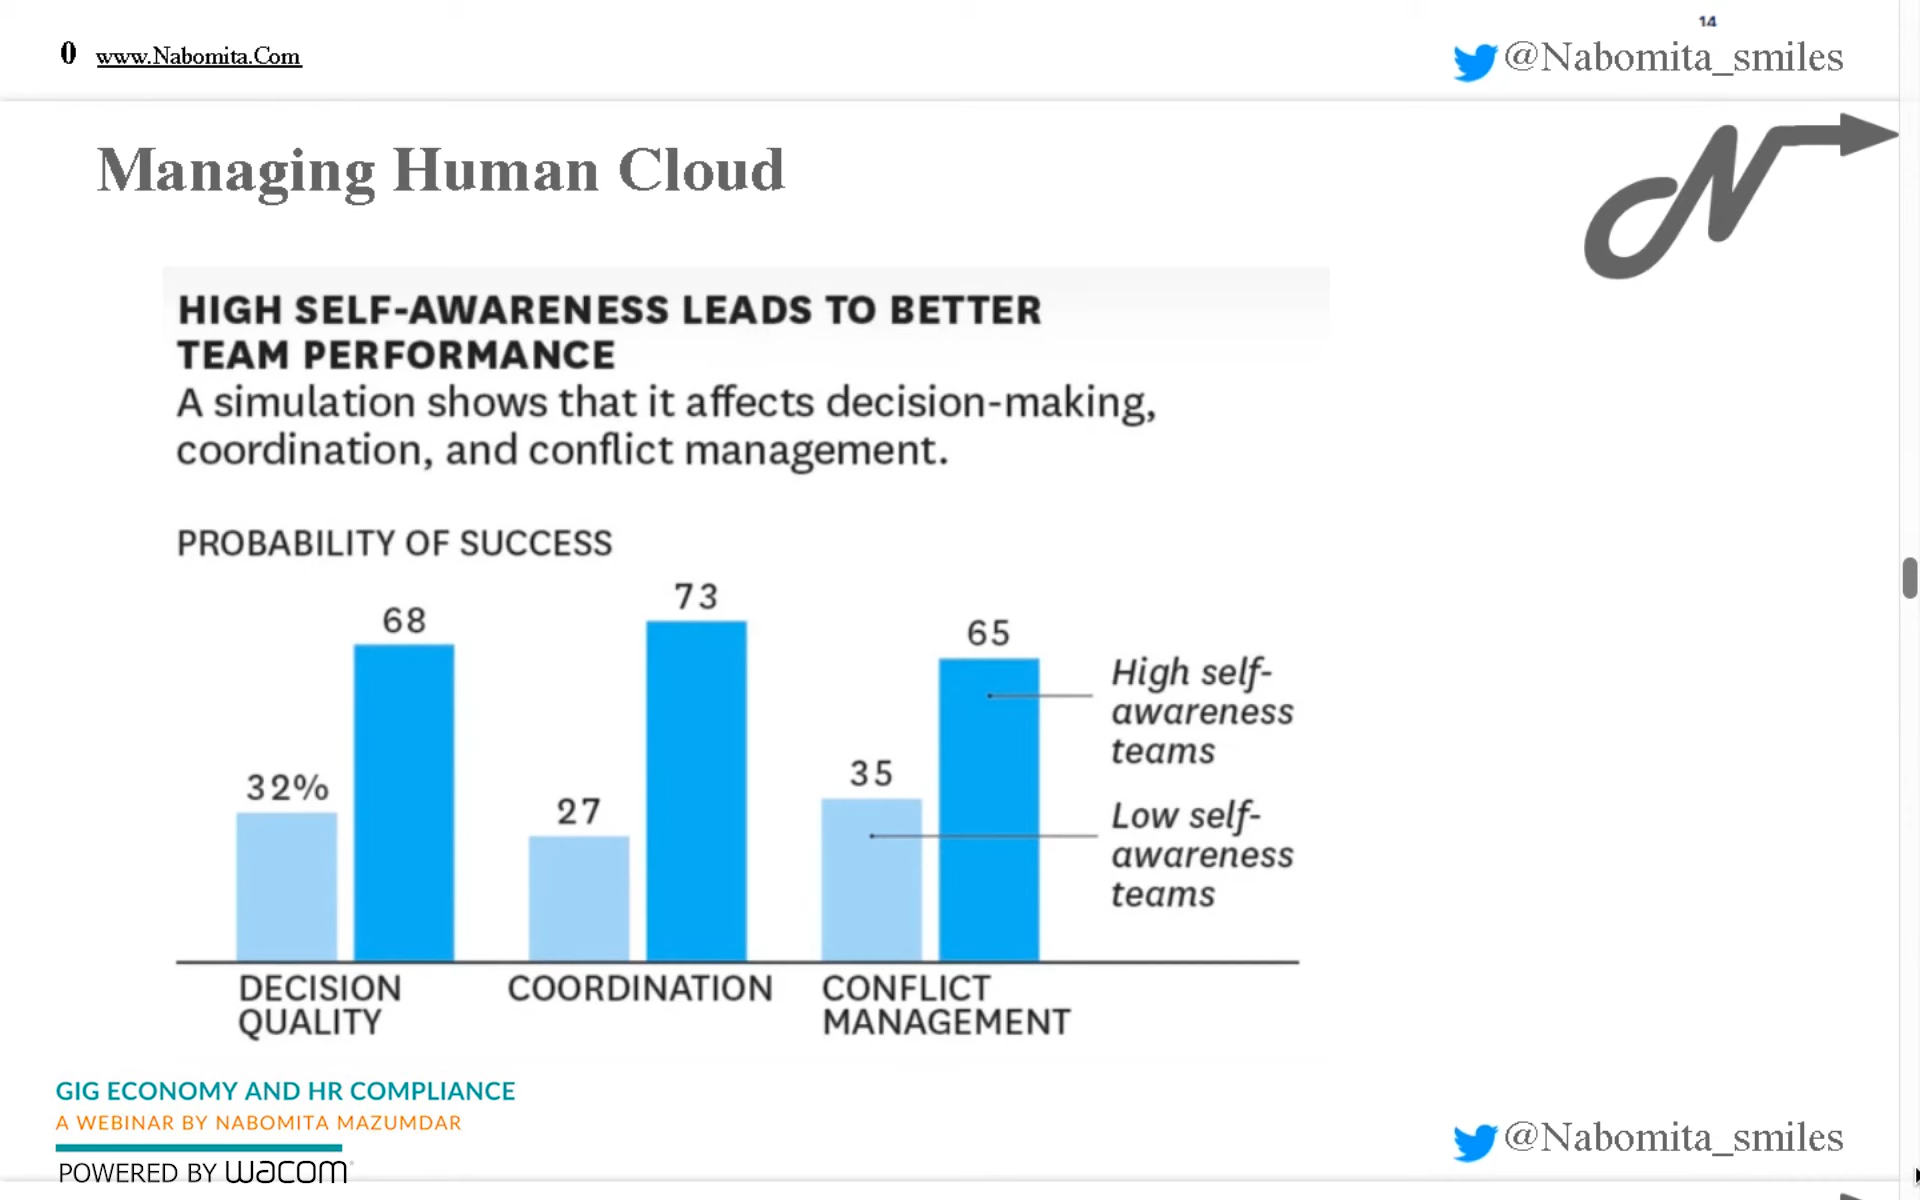 14
0 www.Nabomita.Com
@Nabomita_smiles
Managing Human Cloud
HIGH SELF-AWARENESS LEADS TO BETTER
TEAM PERFORMANCE
A simulation shows that it affects decision-making,
coordination, and conflict management.
PROBABILITY OF SUCCESS
32%
68
27
73
35
65
High self-
awareness
teams
Low self-
awareness
teams
DECISION
QUALITY
COORDINATION
CONFLICT
MANAGEMENT
GIG ECONOMY AND HR COMPLIANCE
A WEBINAR BY NABOMITA MAZUMDAR
POWERED BY wacom
@Nabomita_smiles